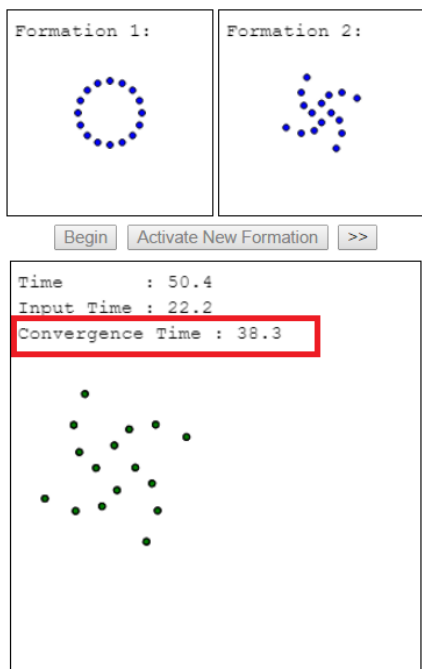 Formation 1:
Formation 2:
Begin
Activate New Formation
>>
Time : 50.4
Input Time : 22.2
Convergence Time : 38.3